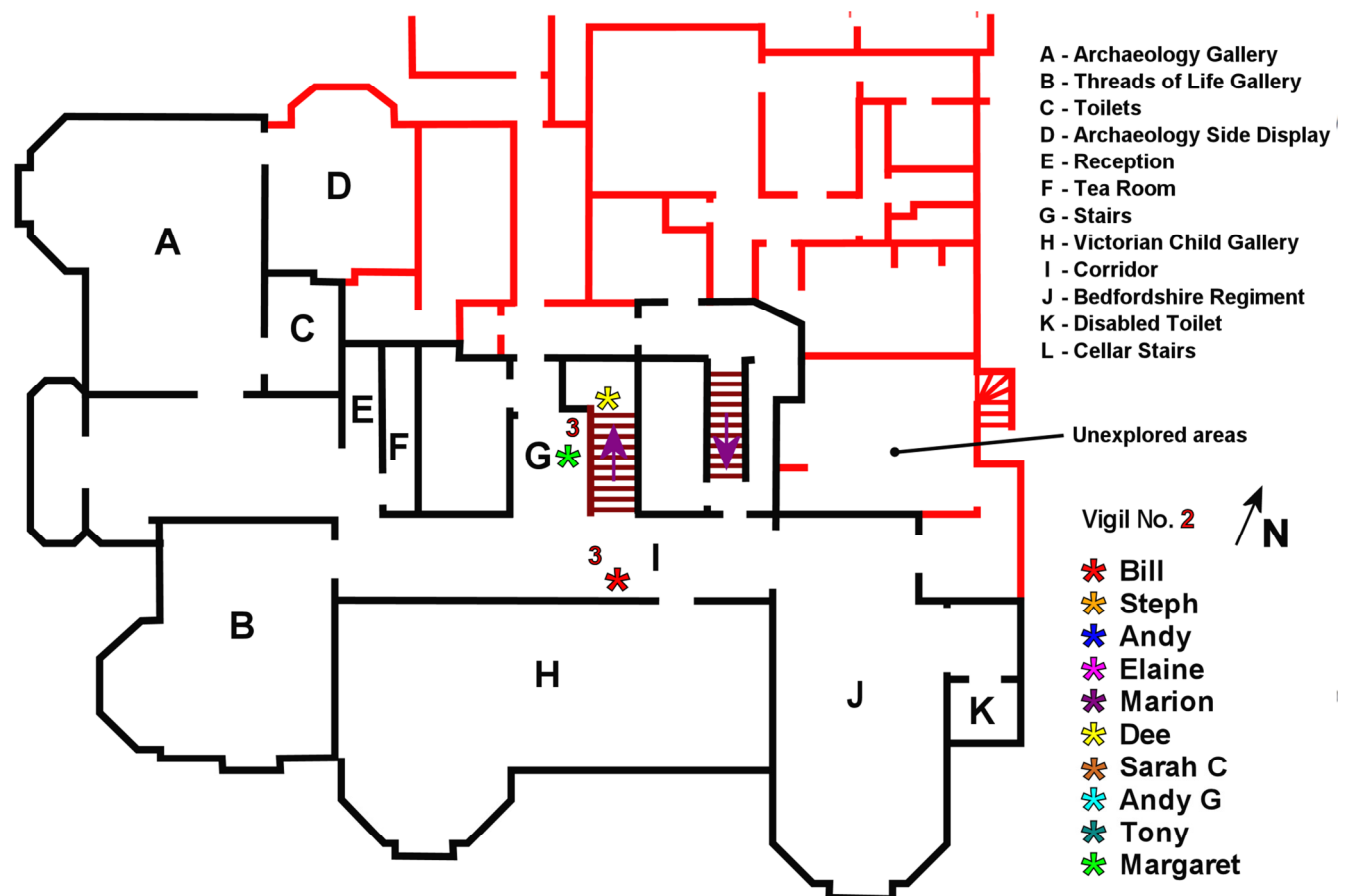 A - Archaeology Gallery
B - Threads of Life Gallery
C - Toilets
D - Archaeology Side Display
E - Reception
F - Tea Room
G - Stairs
H - Victorian Child Gallery
I - Corridor
J - Bedfordshire Regiment
K - Disabled Toilet
L - Cellar Stairs
D
A
C
E
F
3
G
Unexplored areas
Vigil No. 2
N
3
I
B
H
J
K
Bill
Steph
Andy
Elaine
Marion
Dee
Sarah C
Andy G
Tony
Margaret